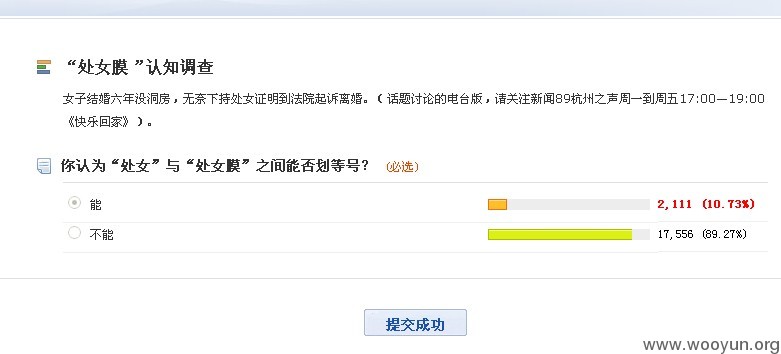 “处女膜”认知调查
女子结婚六年没洞房，无奈下持处女证明到法院起诉离婚。（话题讨论的电台版，请关注新闻89杭州之声周一到周五17:00—19:00
《快乐回家》）。
你认为“处女”与“处女膜”之间能否划等号？ (必选)
能 2,111 (10.73%)
不能 17,556 (89.27%)
提交成功
www.wooyun.org